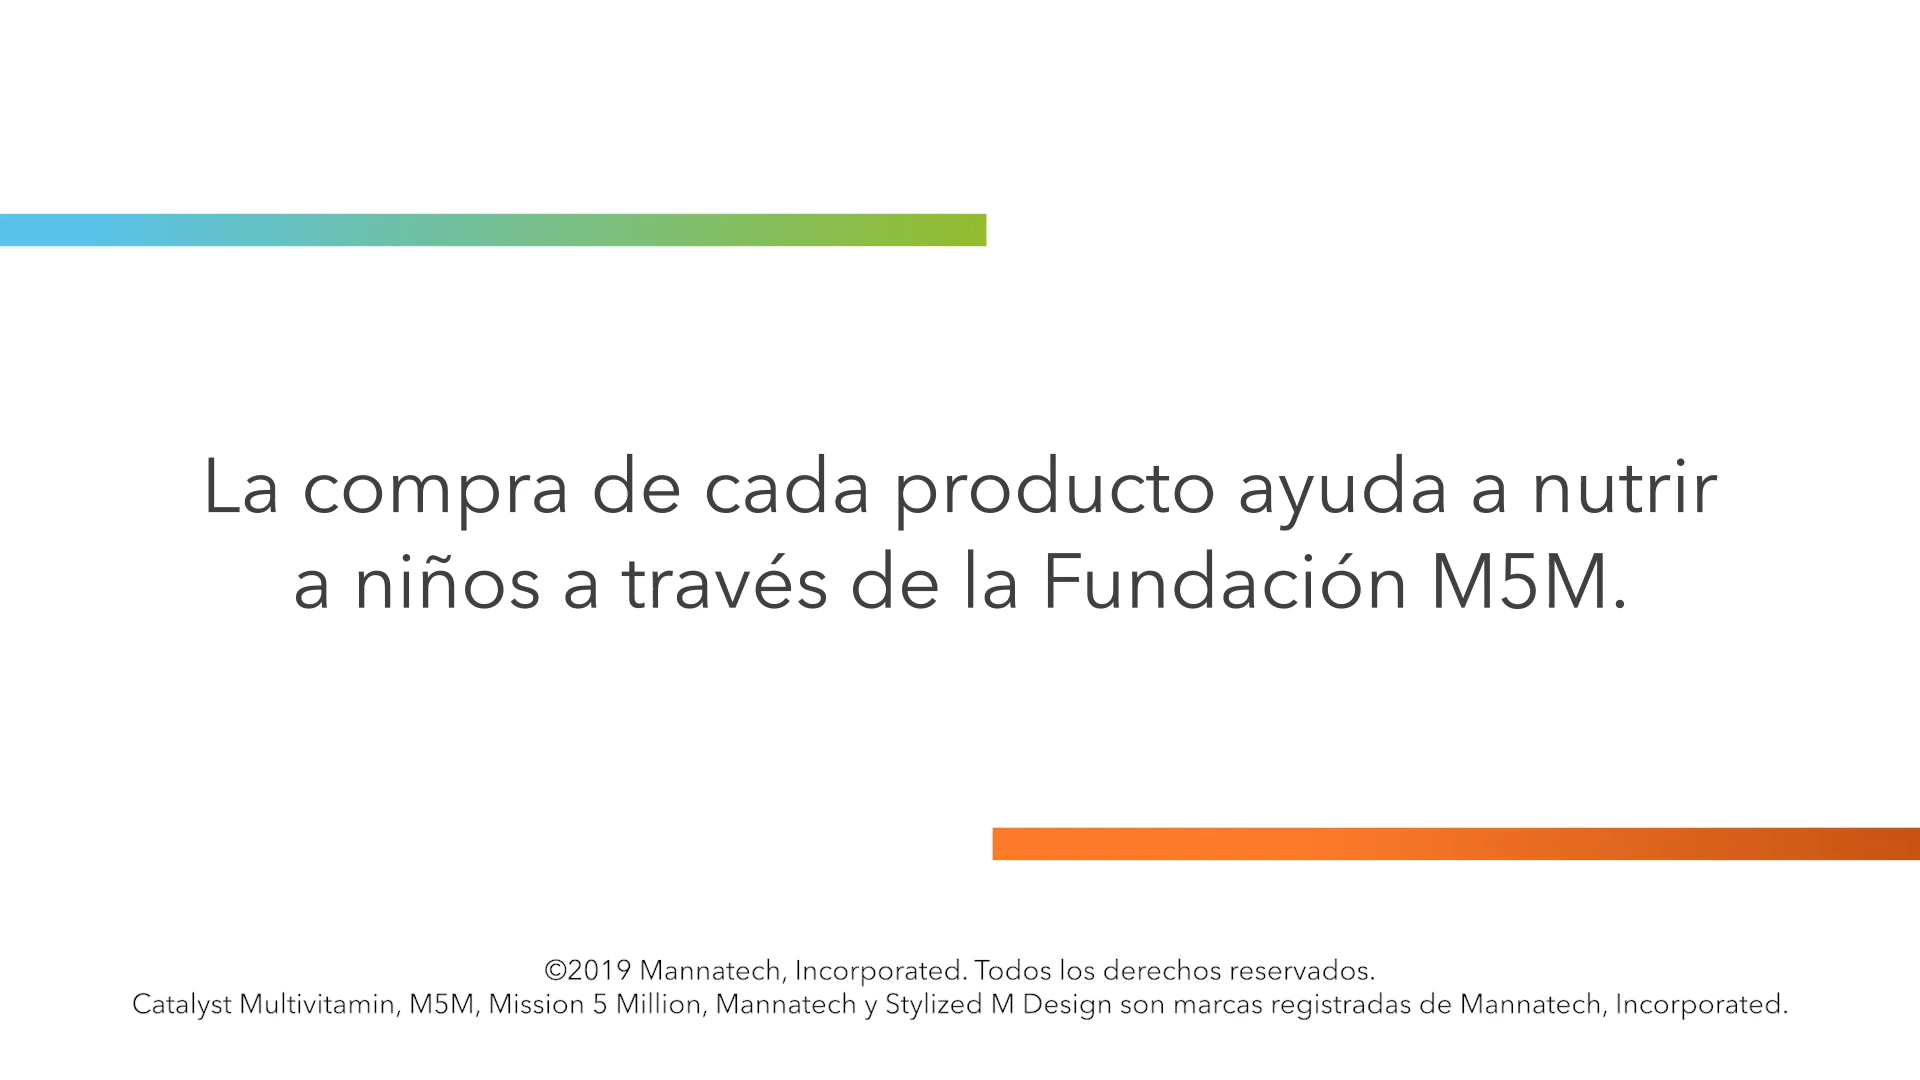 La compra de cada producto ayuda a nutrir
a niños a través de la Fundación M5M.
©2019 Mannatech, Incorporated. Todos los derechos reservados.
Catalyst Multivitamin, M5M, Mission 5 Million, Mannatech y Stylized M Design son marcas registradas de Mannatech, Incorporated.